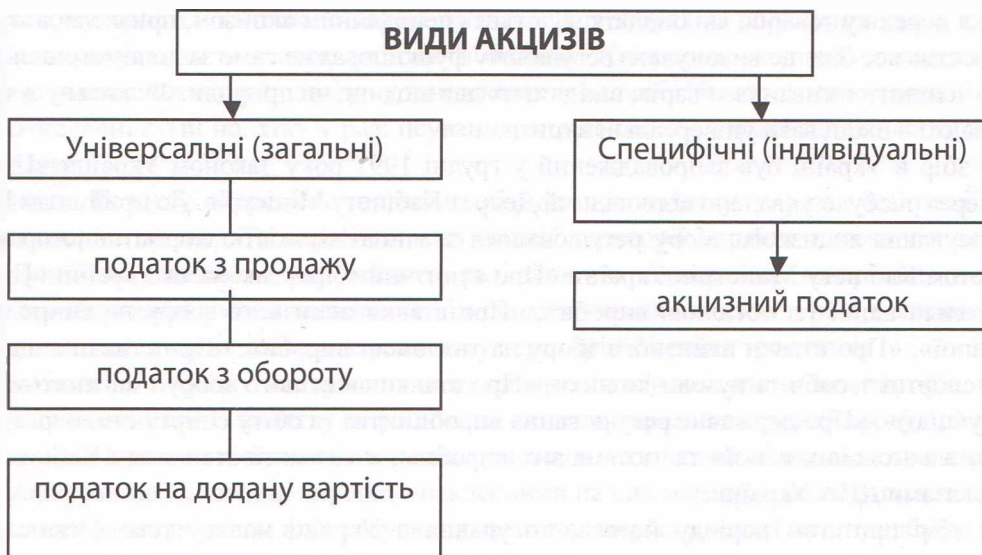 ВИДИ АКЦИЗІВ
Універсальні (загальні)
Специфічні (індивідуальні)
податок з продажу
акцизний податок
податок з обороту
податок на додану вартість